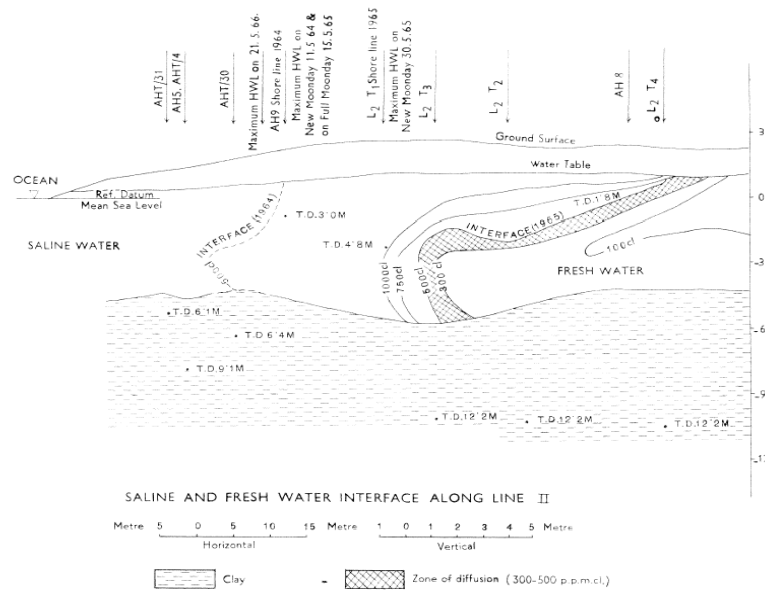 AHT/31
AH5. AHT/4
AHT/30
Maximum HWL on 21.5.66.
AH9 Shore line 1964
Maximum HWL on
New Moonday 11.5 64 &
on Full Moonday 15.5.65
L2 T1 Shore line 1965
Maximum HWL on
New Moonday 30.5.65
L2 T3
L2 T2
AH 8
L2 T4
3
Ground Surface
Water Table
OCEAN
Ref. Datum
Mean Sea Level
0
SALINE WATER
INTERFACE (1964)
500cl
T.D.3·0M
T.D.4·8M
1000cl
750cl
500cl
300cl
INTERFACE (1965)
T.D.1·8M
100cl
FRESH WATER
-3
T.D.6·1M
T.D.6·4M
-6
T.D.9·1M
-9
T.D.12·2M
T.D.12·2M
T.D.12·2M
SALINE AND FRESH WATER INTERFACE ALONG LINE II
Metre 5 0 5 10 15 Metre
Horizontal
1 0 1 2 3 4 5 Metre
Vertical
Clay
- Zone of diffusion (300-500 p.p.m.cl.)